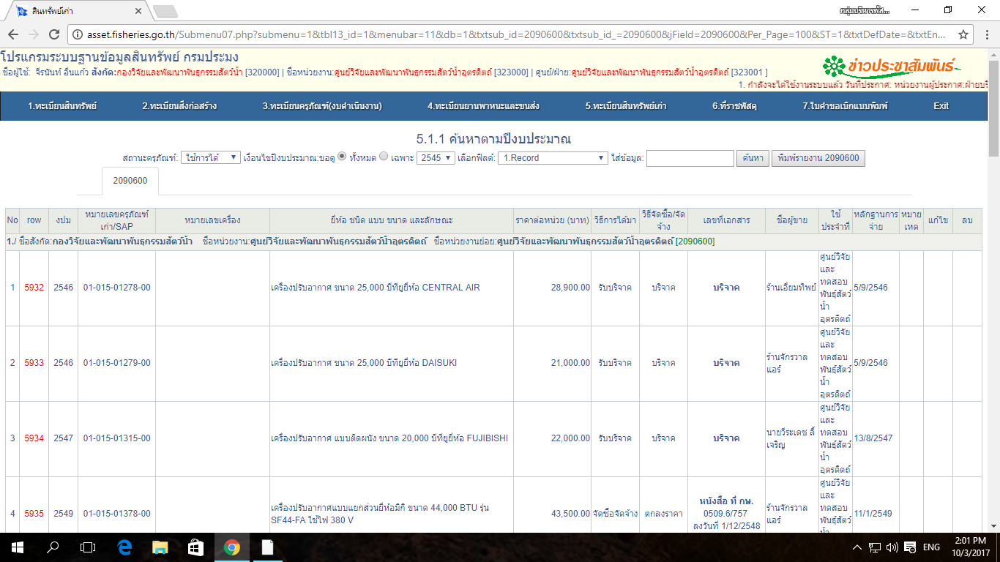 สินทรัพย์เก่า
กลุ่มบริหารพัส...
asset.fisheries.go.th/Submenu07.php?submenu=1&tbl13_id=1&menubar=11&db=1&txtsub_id=2090600&txtsub_id_=2090600&jField=2090600&Per_Page=100&ST=1&txtDefDate=&txtEn...
โปรแกรมระบบฐานข้อมูลสินทรัพย์ กรมประมง
ชื่อผู้ใช้: จิรนันท์ อื่นแก้ว สังกัด:กองวิจัยและพัฒนาพันธุกรรมสัตว์น้ำ [320000] | ชื่อหน่วยงาน:ศูนย์วิจัยและพัฒนาพันธุกรรมสัตว์น้ำอุตรดิตถ์ [323000] | ศูนย์/ฝ่าย:ศูนย์วิจัยและพัฒนาพันธุกรรมสัตว์น้ำอุตรดิตถ์ [323001 ]
ข่าวประชาสัมพันธ์
1. กำลังจะได้ใช้งานระบบแล้ว วันที่ประกาศ: หน่วยงานผู้ประกาศ:ฝ่ายบริ
1.ทะเบียนสินทรัพย์ 2.ทะเบียนสิ่งก่อสร้าง 3.ทะเบียนครุภัณฑ์(งบดำเนินงาน) 4.ทะเบียนยานพาหนะและขนส่ง 5.ทะเบียนสินทรัพย์เก่า 6.ที่ราชพัสดุ 7.ใบคำขอเบิกแบบพิมพ์ Exit
5.1.1 ค้นหาตามปีงบประมาณ
สถานะครุภัณฑ์: ใช้การได้ เงื่อนไขปีงบประมาณ:ขอดู ทั้งหมด เฉพาะ 2545 เลือกฟิลด์: 1.Record ใส่ข้อมูล: ค้นหา พิมพ์รายงาน 2090600
2090600
No row งปม หมายเลขครุภัณฑ์ เก่า/SAP หมายเลขเครื่อง ยี่ห้อ ชนิด แบบ ขนาด และลักษณะ ราคาต่อหน่วย (บาท) วิธีการได้มา วิธีจัดซื้อ/จัดจ้าง เลขที่เอกสาร ชื่อผู้ขาย ใช้ประจำที่ หลักฐานการจ่าย หมายเหตุ แก้ไข ลบ
1./ ชื่อสังกัด:กองวิจัยและพัฒนาพันธุกรรมสัตว์น้ำ ชื่อหน่วยงาน:ศูนย์วิจัยและพัฒนาพันธุกรรมสัตว์น้ำอุตรดิตถ์ ชื่อหน่วยงานย่อย:ศูนย์วิจัยและพัฒนาพันธุกรรมสัตว์น้ำอุตรดิตถ์ [2090600]
1 5932 2546 01-015-01278-00 เครื่องปรับอากาศ ขนาด 25,000 บีทียูยี่ห้อ CENTRAL AIR 28,900.00 รับบริจาค บริจาค บริจาค ร้านเอี่ยมทิพย์ ศูนย์วิจัยและทดสอบพันธุ์สัตว์น้ำอุตรดิตถ์ 5/9/2546
2 5933 2546 01-015-01279-00 เครื่องปรับอากาศ ขนาด 25,000 บีทียูยี่ห้อ DAISUKI 21,000.00 รับบริจาค บริจาค บริจาค ร้านจักรวาลแอร์ ศูนย์วิจัยและทดสอบพันธุ์สัตว์น้ำอุตรดิตถ์ 5/9/2546
3 5934 2547 01-015-01315-00 เครื่องปรับอากาศ แบบติดผนัง ขนาด 20,000 บีทียูยี่ห้อ FUJIBISHI 22,000.00 รับบริจาค บริจาค บริจาค นายวีระเดช ลี้เจริญ ศูนย์วิจัยและทดสอบพันธุ์สัตว์น้ำอุตรดิตถ์ 13/8/2547
4 5935 2549 01-015-01378-00 เครื่องปรับอากาศแบบแยกส่วนยี่ห้อมิกิ ขนาด 44,000 BTU รุ่น SF44-FA ใช้ไฟ 380 V 43,500.00 จัดซื้อจัดจ้าง ตกลงราคา หนังสือ ที่ กษ. 0509.6/757 ลงวันที่ 1/12/2548 ร้านจักรวาลแอร์ ศูนย์วิจัยและทดสอบพันธุ์สัตว์น้ำ 11/1/2549
ENG
2:01 PM
10/3/2017